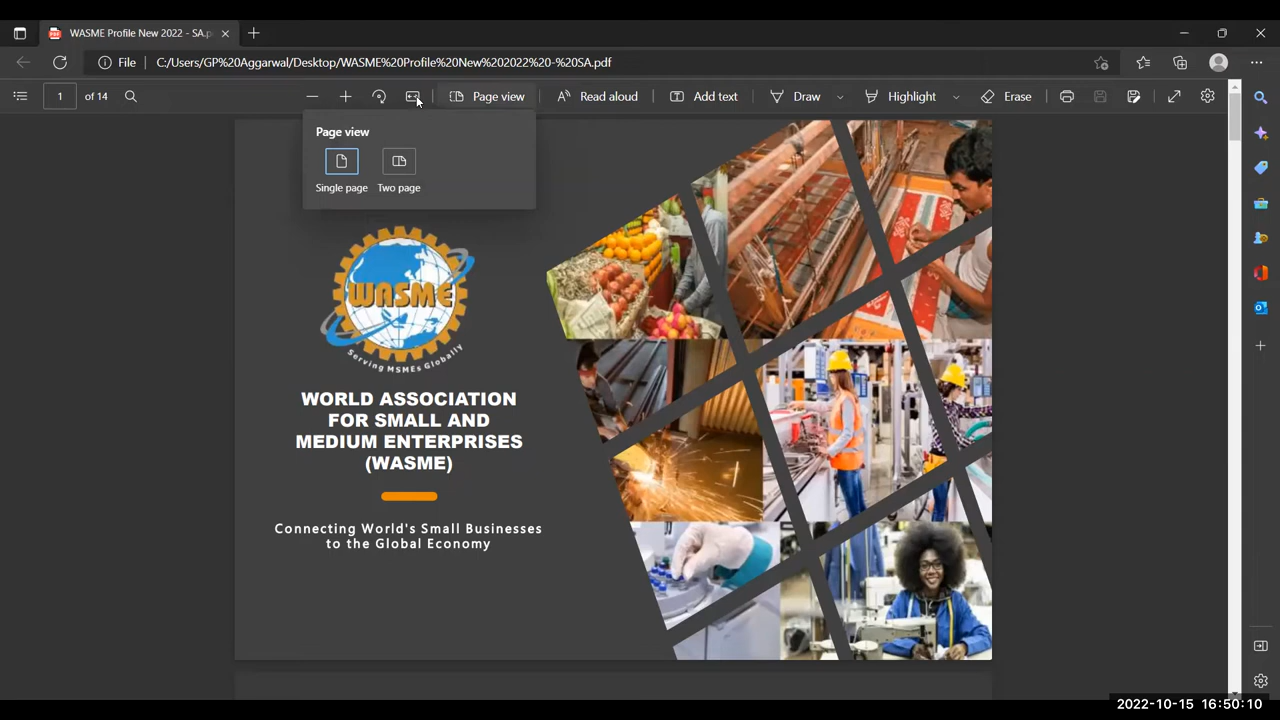 WASME Profile New 2022 - SA.p
File
C:/Users/GP%20Aggarwal/Desktop/WASME%20Profile%20New%202022%20-%20SA.pdf
1 of 14
Page view
Read aloud
Add text
Draw
Highlight
Erase
Page view
Single page
Two page
WASME
Serving MSMEs Globally
WORLD ASSOCIATION
FOR SMALL AND
MEDIUM ENTERPRISES
(WASME)
Connecting World's Small Businesses
to the Global Economy
2022-10-15 16:50:10